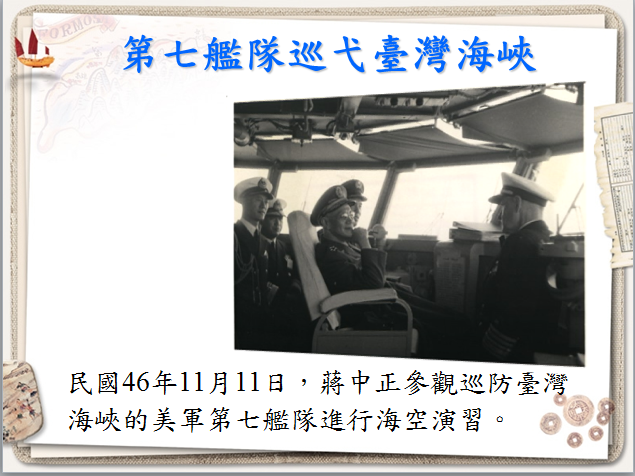 第七艦隊巡弋臺灣海峽
民國46年11月11日，蔣中正參觀巡防臺灣
海峽的美軍第七艦隊進行海空演習。